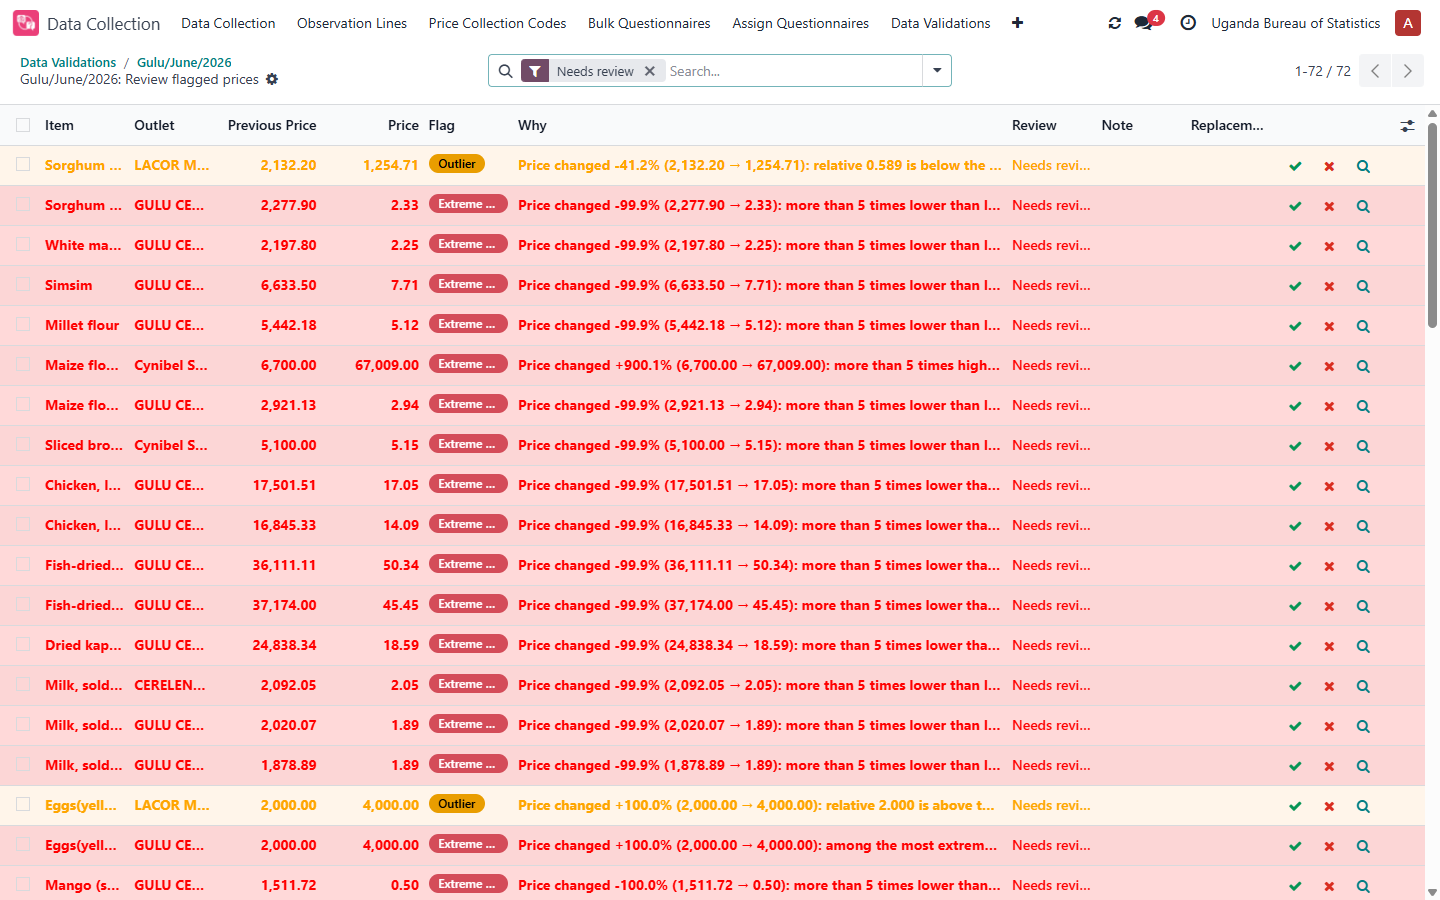 Data Collection Data Collection Observation Lines Price Collection Codes Bulk Questionnaires Assign Questionnaires Data Validations 4 Uganda Bureau of Statistics A
Data Validations / Gulu/June/2026
Gulu/June/2026: Review flagged prices
Needs review Search... 1-72 / 72
Item Outlet Previous Price Price Flag Why Review Note Replacem...
Sorghum ... LACOR M... 2,132.20 1,254.71 Outlier Price changed -41.2% (2,132.20 → 1,254.71): relative 0.589 is below the ... Needs revi...
Sorghum ... GULU CE... 2,277.90 2.33 Extreme ... Price changed -99.9% (2,277.90 → 2.33): more than 5 times lower than l... Needs revi...
White ma... GULU CE... 2,197.80 2.25 Extreme ... Price changed -99.9% (2,197.80 → 2.25): more than 5 times lower than l... Needs revi...
Simsim GULU CE... 6,633.50 7.71 Extreme ... Price changed -99.9% (6,633.50 → 7.71): more than 5 times lower than l... Needs revi...
Millet flour GULU CE... 5,442.18 5.12 Extreme ... Price changed -99.9% (5,442.18 → 5.12): more than 5 times lower than l... Needs revi...
Maize flo... Cynibel S... 6,700.00 67,009.00 Extreme ... Price changed +900.1% (6,700.00 → 67,009.00): more than 5 times high... Needs revi...
Maize flo... GULU CE... 2,921.13 2.94 Extreme ... Price changed -99.9% (2,921.13 → 2.94): more than 5 times lower than l... Needs revi...
Sliced bro... Cynibel S... 5,100.00 5.15 Extreme ... Price changed -99.9% (5,100.00 → 5.15): more than 5 times lower than l... Needs revi...
Chicken, l... GULU CE... 17,501.51 17.05 Extreme ... Price changed -99.9% (17,501.51 → 17.05): more than 5 times lower tha... Needs revi...
Chicken, l... GULU CE... 16,845.33 14.09 Extreme ... Price changed -99.9% (16,845.33 → 14.09): more than 5 times lower tha... Needs revi...
Fish-dried... GULU CE... 36,111.11 50.34 Extreme ... Price changed -99.9% (36,111.11 → 50.34): more than 5 times lower tha... Needs revi...
Fish-dried... GULU CE... 37,174.00 45.45 Extreme ... Price changed -99.9% (37,174.00 → 45.45): more than 5 times lower tha... Needs revi...
Dried kap... GULU CE... 24,838.34 18.59 Extreme ... Price changed -99.9% (24,838.34 → 18.59): more than 5 times lower tha... Needs revi...
Milk, sold... CERELEN... 2,092.05 2.05 Extreme ... Price changed -99.9% (2,092.05 → 2.05): more than 5 times lower than l... Needs revi...
Milk, sold... GULU CE... 2,020.07 1.89 Extreme ... Price changed -99.9% (2,020.07 → 1.89): more than 5 times lower than l... Needs revi...
Milk, sold... GULU CE... 1,878.89 1.89 Extreme ... Price changed -99.9% (1,878.89 → 1.89): more than 5 times lower than l... Needs revi...
Eggs(yell... LACOR M... 2,000.00 4,000.00 Outlier Price changed +100.0% (2,000.00 → 4,000.00): relative 2.000 is above t... Needs revi...
Eggs(yell... GULU CE... 2,000.00 4,000.00 Extreme ... Price changed +100.0% (2,000.00 → 4,000.00): among the most extrem... Needs revi...
Mango (s... GULU CE... 1,511.72 0.50 Extreme ... Price changed -100.0% (1,511.72 → 0.50): more than 5 times lower than... Needs revi...